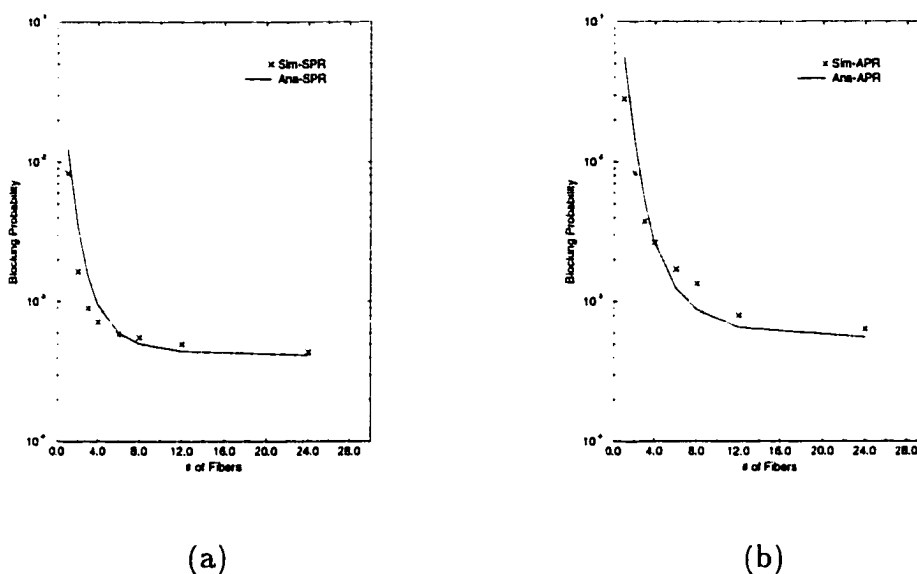 × Sim-SPR
— Ana-SPR
Blocking Probability
0.0 4.0 8.0 12.0 16.0 20.0 24.0 28.0
# of Fibers
(a)
× Sim-APR
— Ana-APR
Blocking Probability
0.0 4.0 8.0 12.0 16.0 20.0 24.0 28.0
# of Fibers
(b)